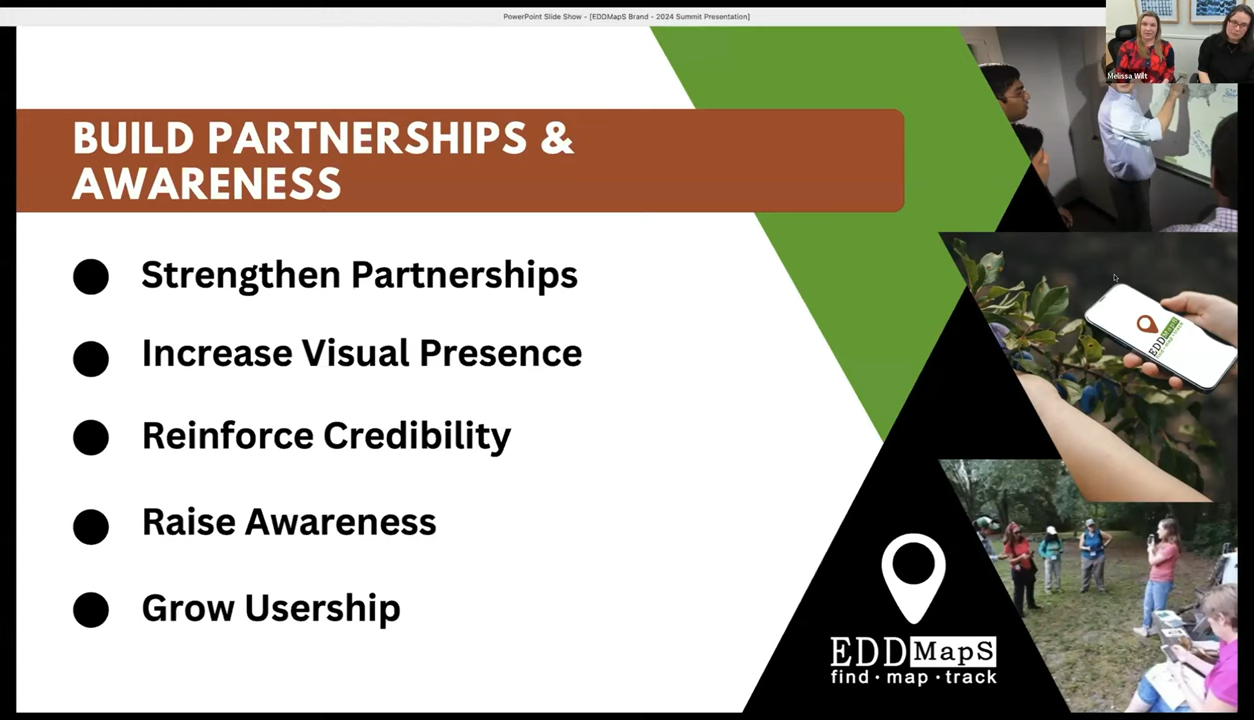 PowerPoint Slide Show - [EDDMapS Brand - 2024 Summit Presentation]
Melissa Wilt
BUILD PARTNERSHIPS &
AWARENESS
Strengthen Partnerships
Increase Visual Presence
Reinforce Credibility
Raise Awareness
Grow Usership
EDDMapS
EDDMapS
find · map · track